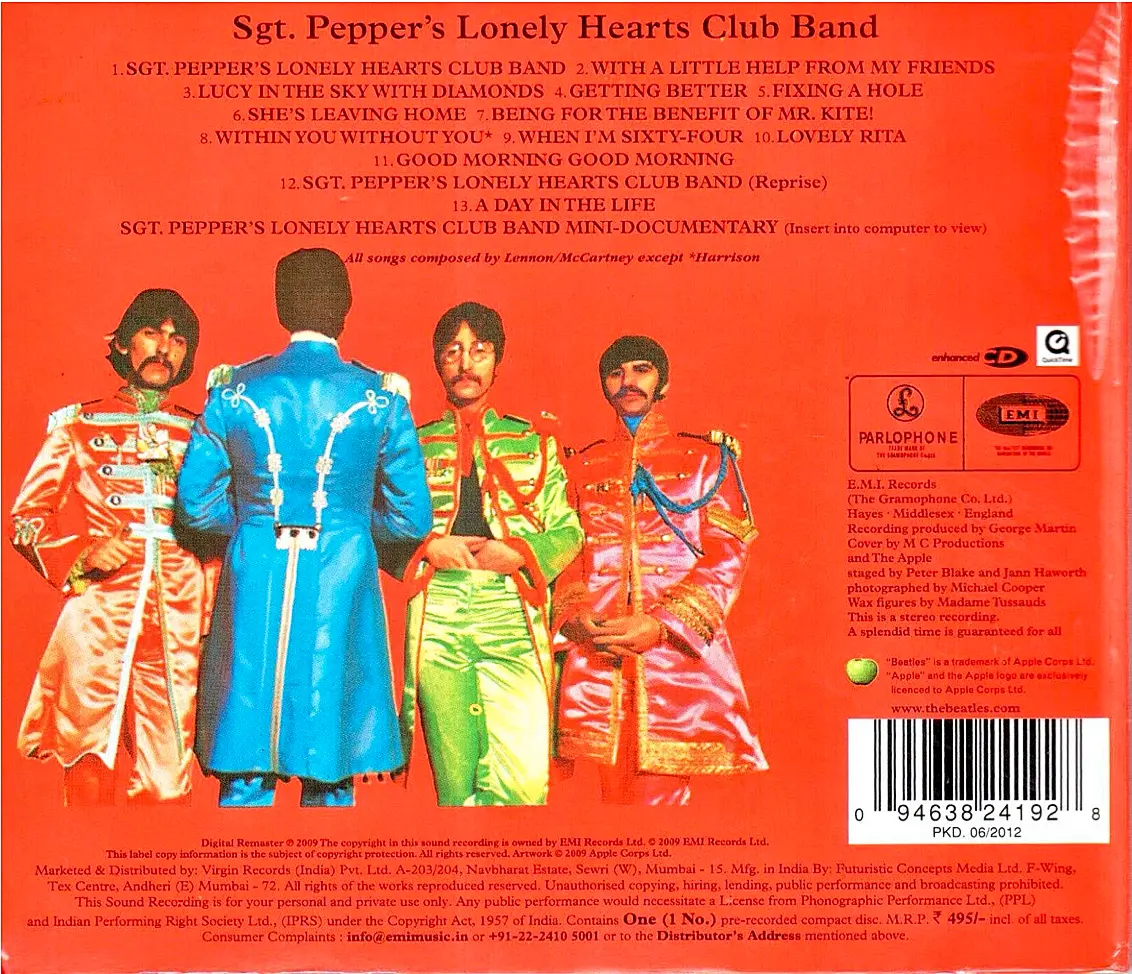 Sgt. Pepper's Lonely Hearts Club Band
1.SGT. PEPPER'S LONELY HEARTS CLUB BAND 2.WITH A LITTLE HELP FROM MY FRIENDS
3.LUCY IN THE SKY WITH DIAMONDS 4.GETTING BETTER 5.FIXING A HOLE
6.SHE'S LEAVING HOME 7.BEING FOR THE BENEFIT OF MR. KITE!
8.WITHIN YOU WITHOUT YOU* 9.WHEN I'M SIXTY-FOUR 10.LOVELY RITA
11.GOOD MORNING GOOD MORNING
12.SGT. PEPPER'S LONELY HEARTS CLUB BAND (Reprise)
13.A DAY IN THE LIFE
SGT. PEPPER'S LONELY HEARTS CLUB BAND MINI-DOCUMENTARY (Insert into computer to view)
All songs composed by Lennon/McCartney except *Harrison
enhanced CD
QuickTime
£
PARLOPHONE
TRADE MARK OF
THE GRAMOPHONE
EMI
E.M.I. Records
(The Gramophone Co. Ltd.)
Hayes · Middlesex · England
Recording produced by George Martin
Cover by M C Productions
and The Apple
staged by Peter Blake and Jann Haworth
photographed by Michael Cooper
Wax figures by Madame Tussauds
This is a stereo recording.
A splendid time is guaranteed for all
"Beatles" is a trademark of Apple Corps Ltd.
"Apple" and the Apple logo are exclusively
licenced to Apple Corps Ltd.
www.thebeatles.com
0 94638 24192 8
PKD. 06/2012
Digital Remaster ℗ 2009 The copyright in this sound recording is owned by EMI Records Ltd. © 2009 EMI Records Ltd.
This label copy information is the subject of copyright protection. All rights reserved. Artwork © 2009 Apple Corps Ltd.
Marketed & Distributed by: Virgin Records (India) Pvt. Ltd. A-203/204, Navbharat Estate, Sewri (W), Mumbai - 15. Mfg. in India By: Futuristic Concepts Media Ltd. F-Wing,
Tex Centre, Andheri (E) Mumbai - 72. All rights of the works reproduced reserved. Unauthorised copying, hiring, lending, public performance and broadcasting prohibited.
This Sound Recording is for your personal and private use only. Any public performance would necessitate a License from Phonographic Performance Ltd., (PPL)
and Indian Performing Right Society Ltd., (IPRS) under the Copyright Act, 1957 of India. Contains One (1 No.) pre-recorded compact disc. M.R.P. ₹ 495/- incl. of all taxes.
Consumer Complaints : info@emimusic.in or +91-22-2410 5001 or to the Distributor's Address mentioned above.